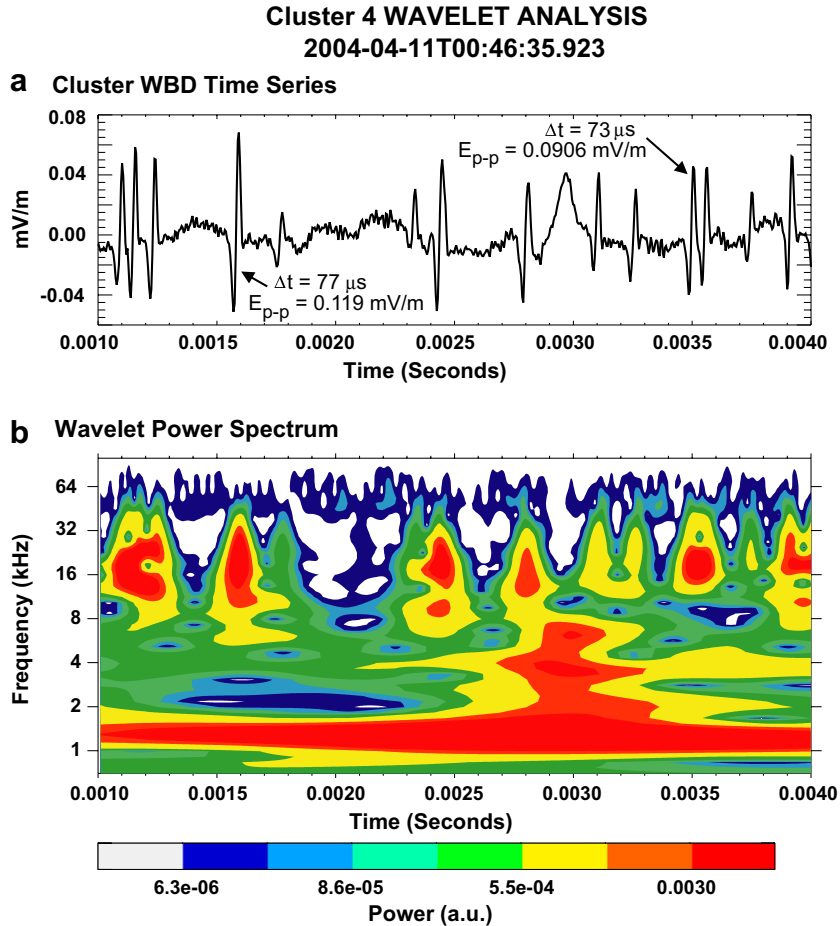 Cluster 4 WAVELET ANALYSIS
2004-04-11T00:46:35.923
a Cluster WBD Time Series
0.08
0.04
0.00
-0.04
mV/m
Δt = 73 μs
Ep-p = 0.0906 mV/m
Δt = 77 μs
Ep-p = 0.119 mV/m
0.0010 0.0015 0.0020 0.0025 0.0030 0.0035 0.0040
Time (Seconds)
b Wavelet Power Spectrum
64
32
16
8
4
2
1
Frequency (kHz)
0.0010 0.0015 0.0020 0.0025 0.0030 0.0035 0.0040
Time (Seconds)
6.3e-06 8.6e-05 5.5e-04 0.0030
Power (a.u.)